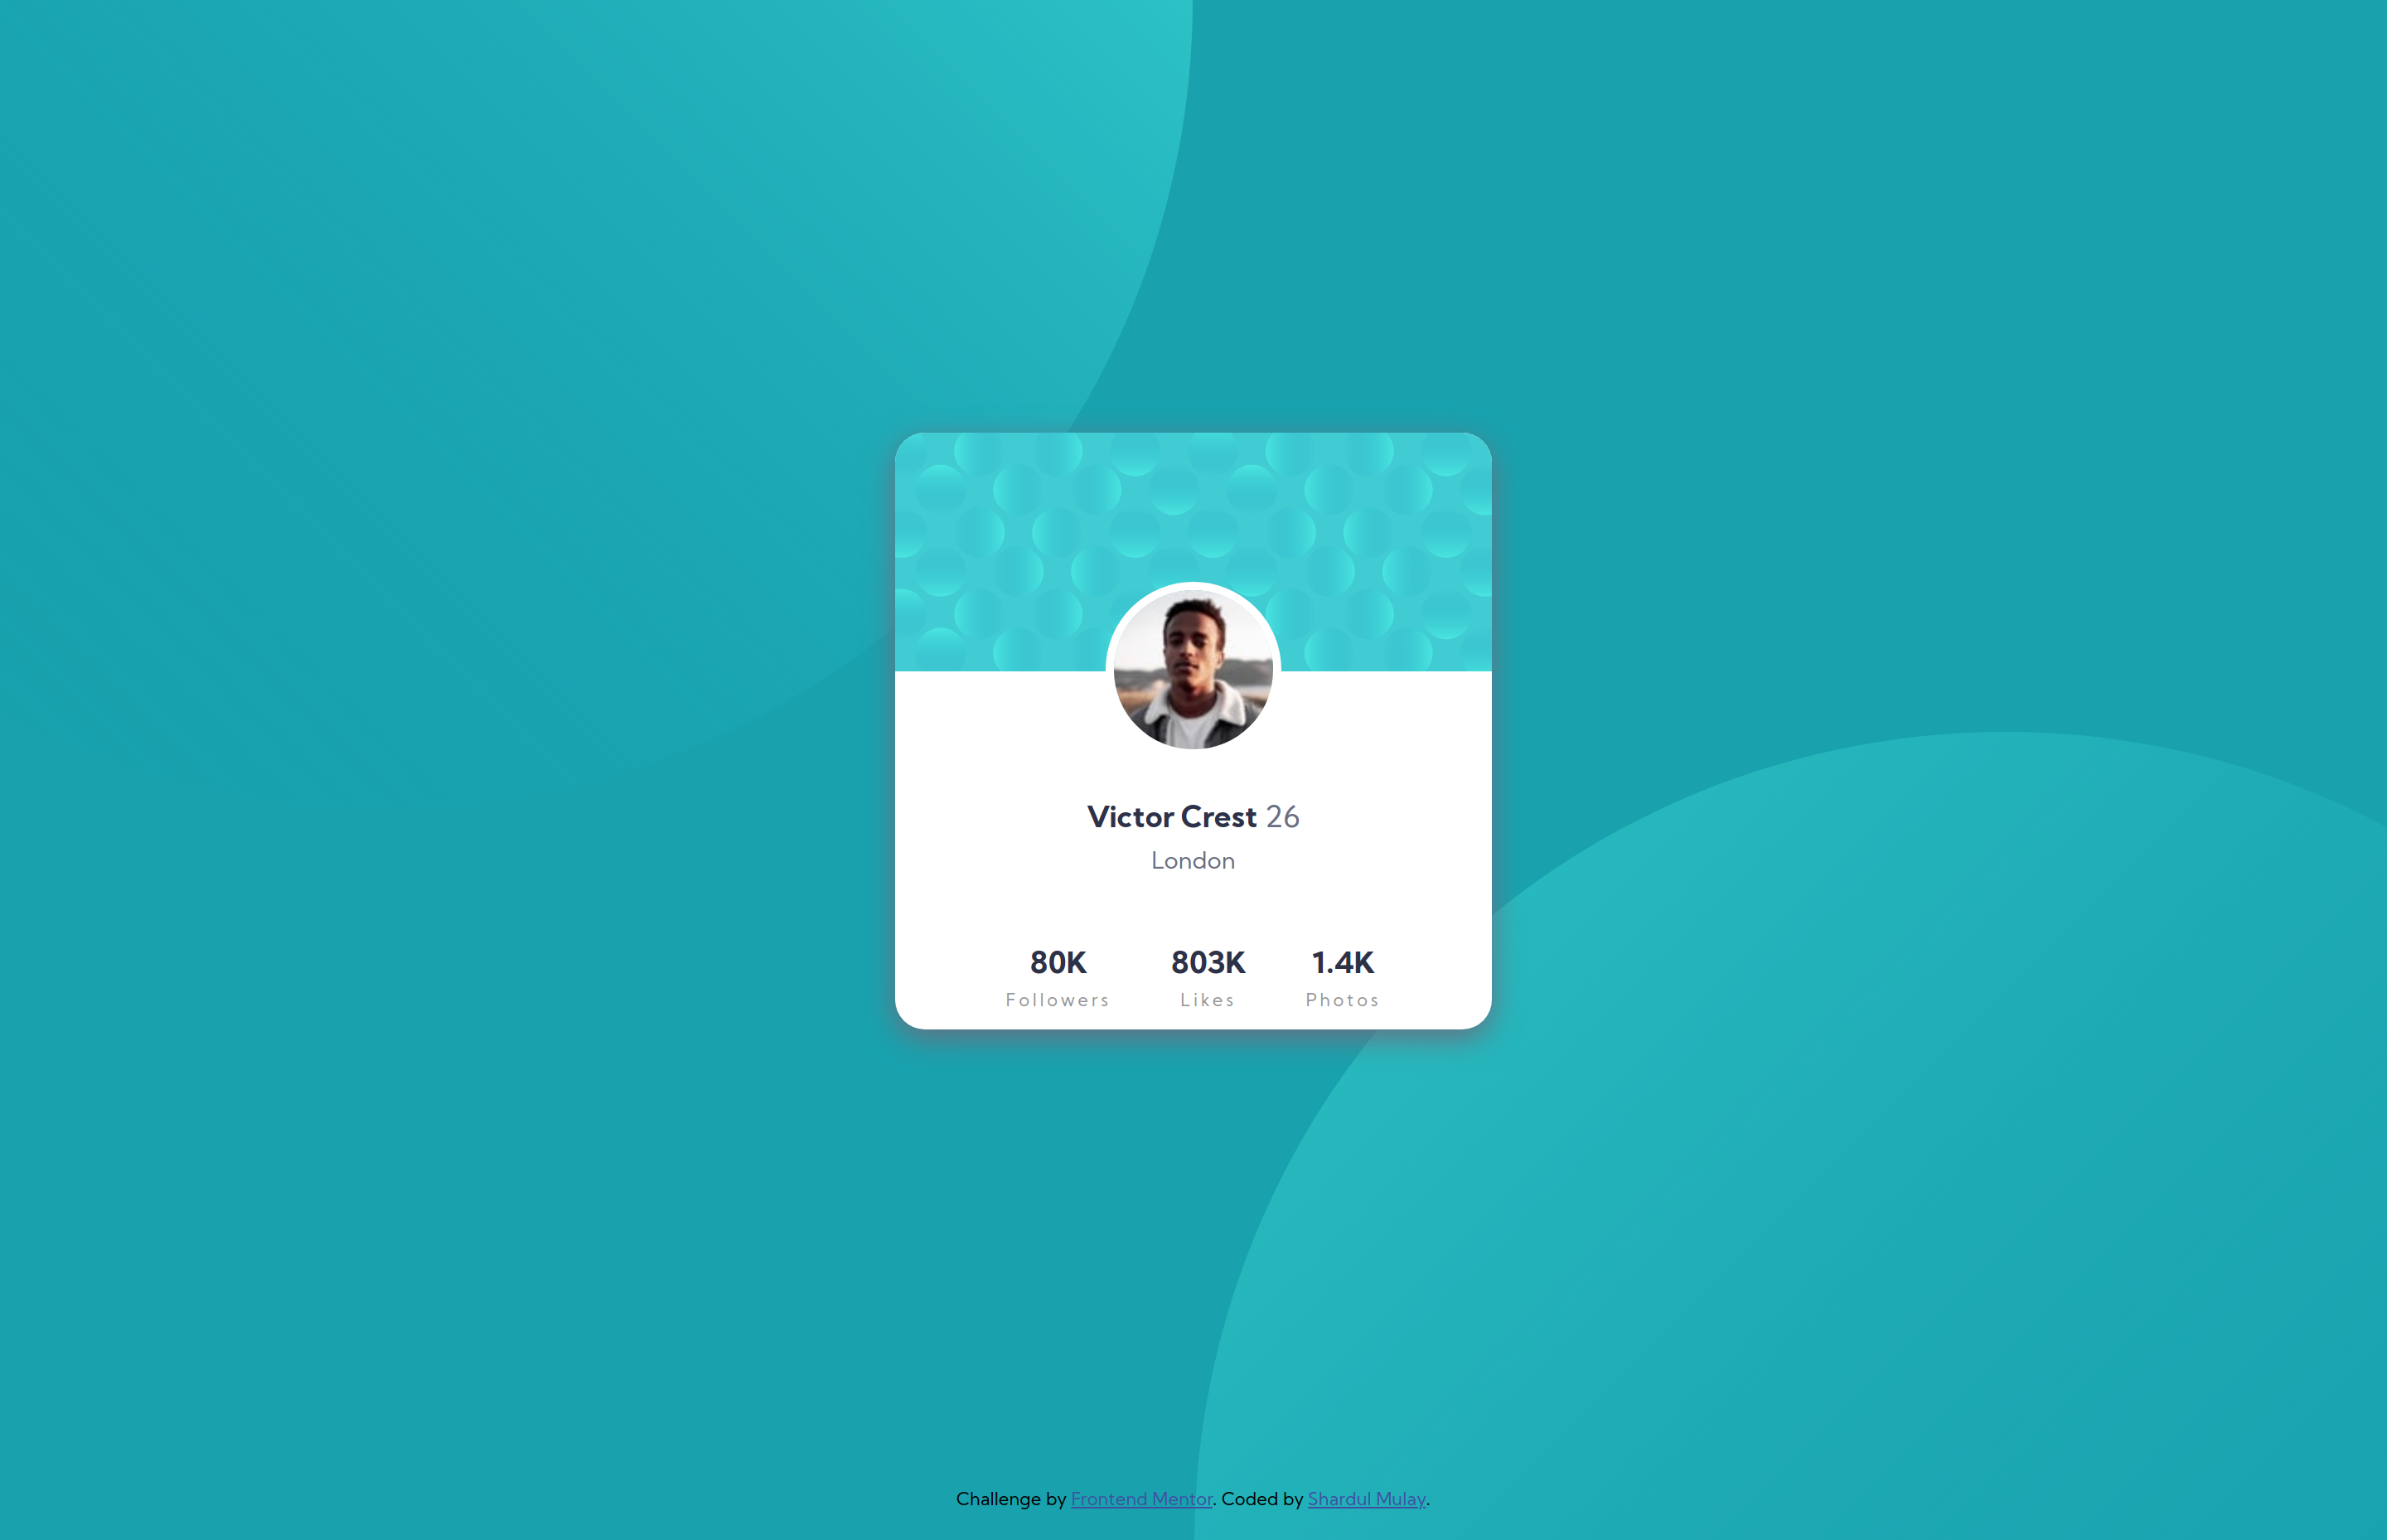 Victor Crest 26
London
80K 803K 1.4K
Followers Likes Photos
Challenge by Frontend Mentor. Coded by Shardul Mulay.